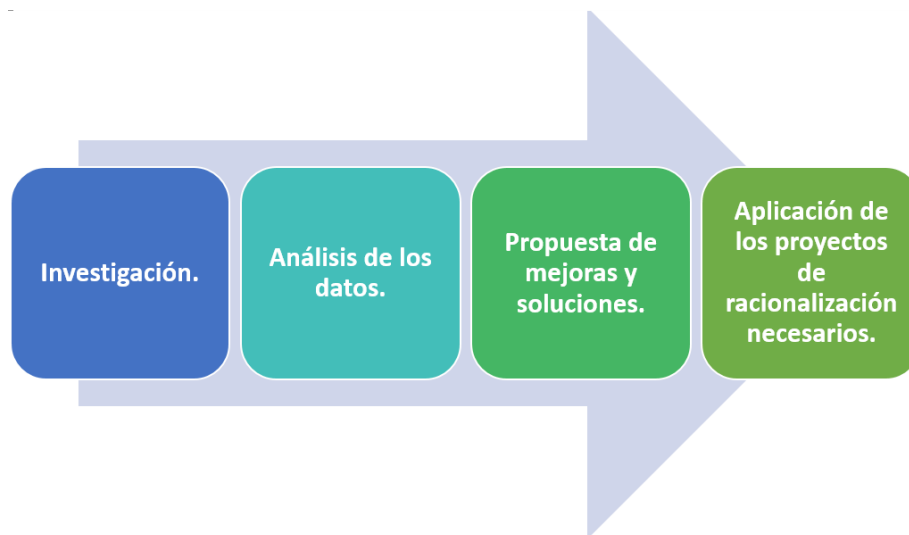 Investigación.
Análisis de los
datos.
Propuesta de
mejoras y
soluciones.
Aplicación de
los proyectos
de
racionalización
necesarios.